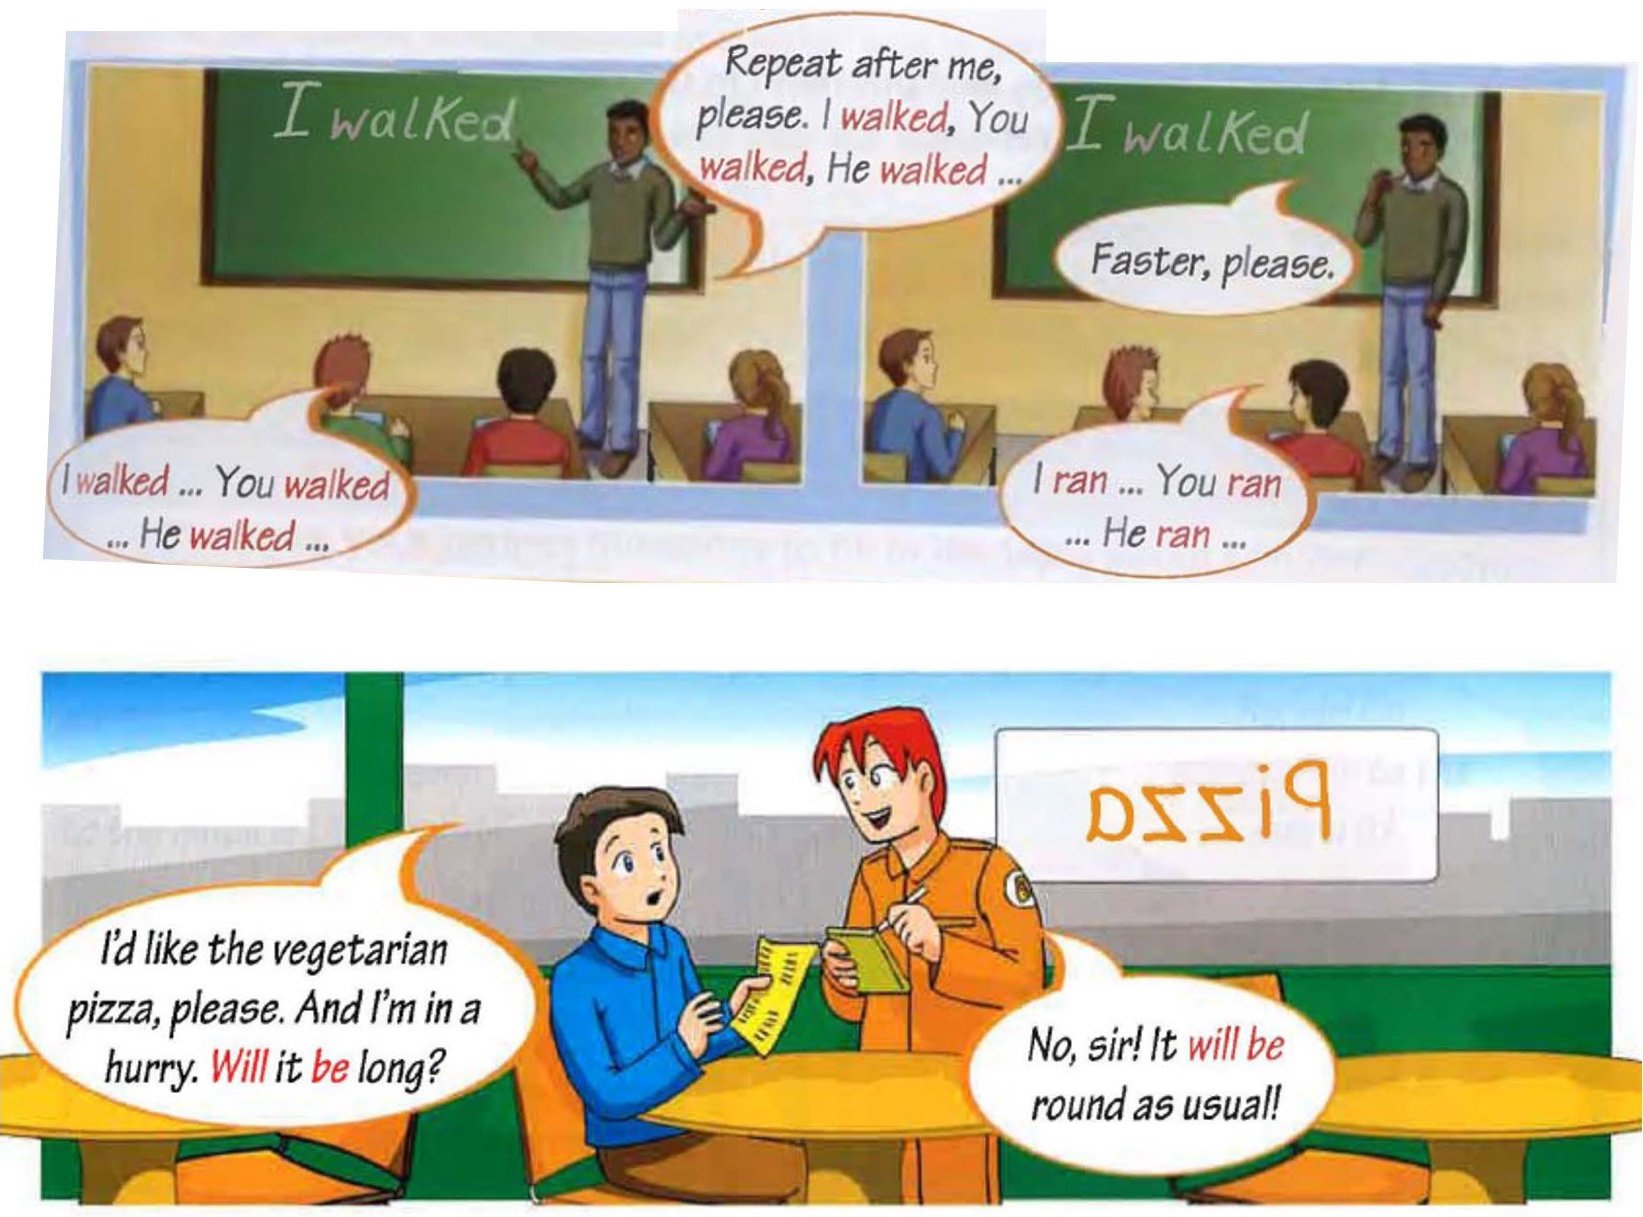 I walked
Repeat after me,
please. I walked, You
walked, He walked ...
I walked ... You walked
... He walked ...
I walked
Faster, please.
I ran ... You ran
... He ran ...
Pizza
I'd like the vegetarian
pizza, please. And I'm in a
hurry. Will it be long?
No, sir! It will be
round as usual!